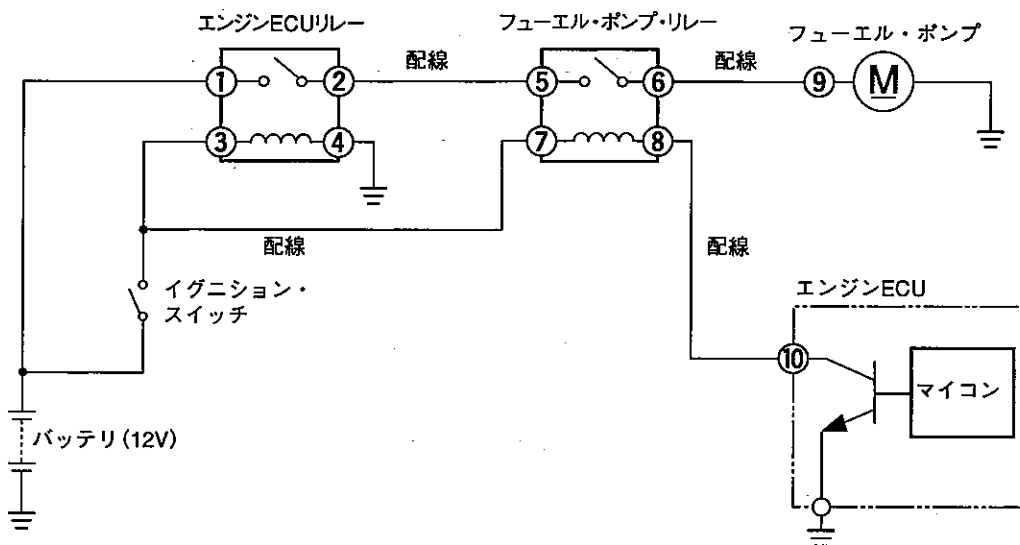 エンジンECUリレー
フューエル・ポンプ・リレー
フューエル・ポンプ
① ② 配線 ⑤ ⑥ 配線 ⑨ M
③ ④ ⑦ ⑧
配線
配線
イグニション・
スイッチ
エンジンECU
⑩
マイコン
バッテリ(12V)